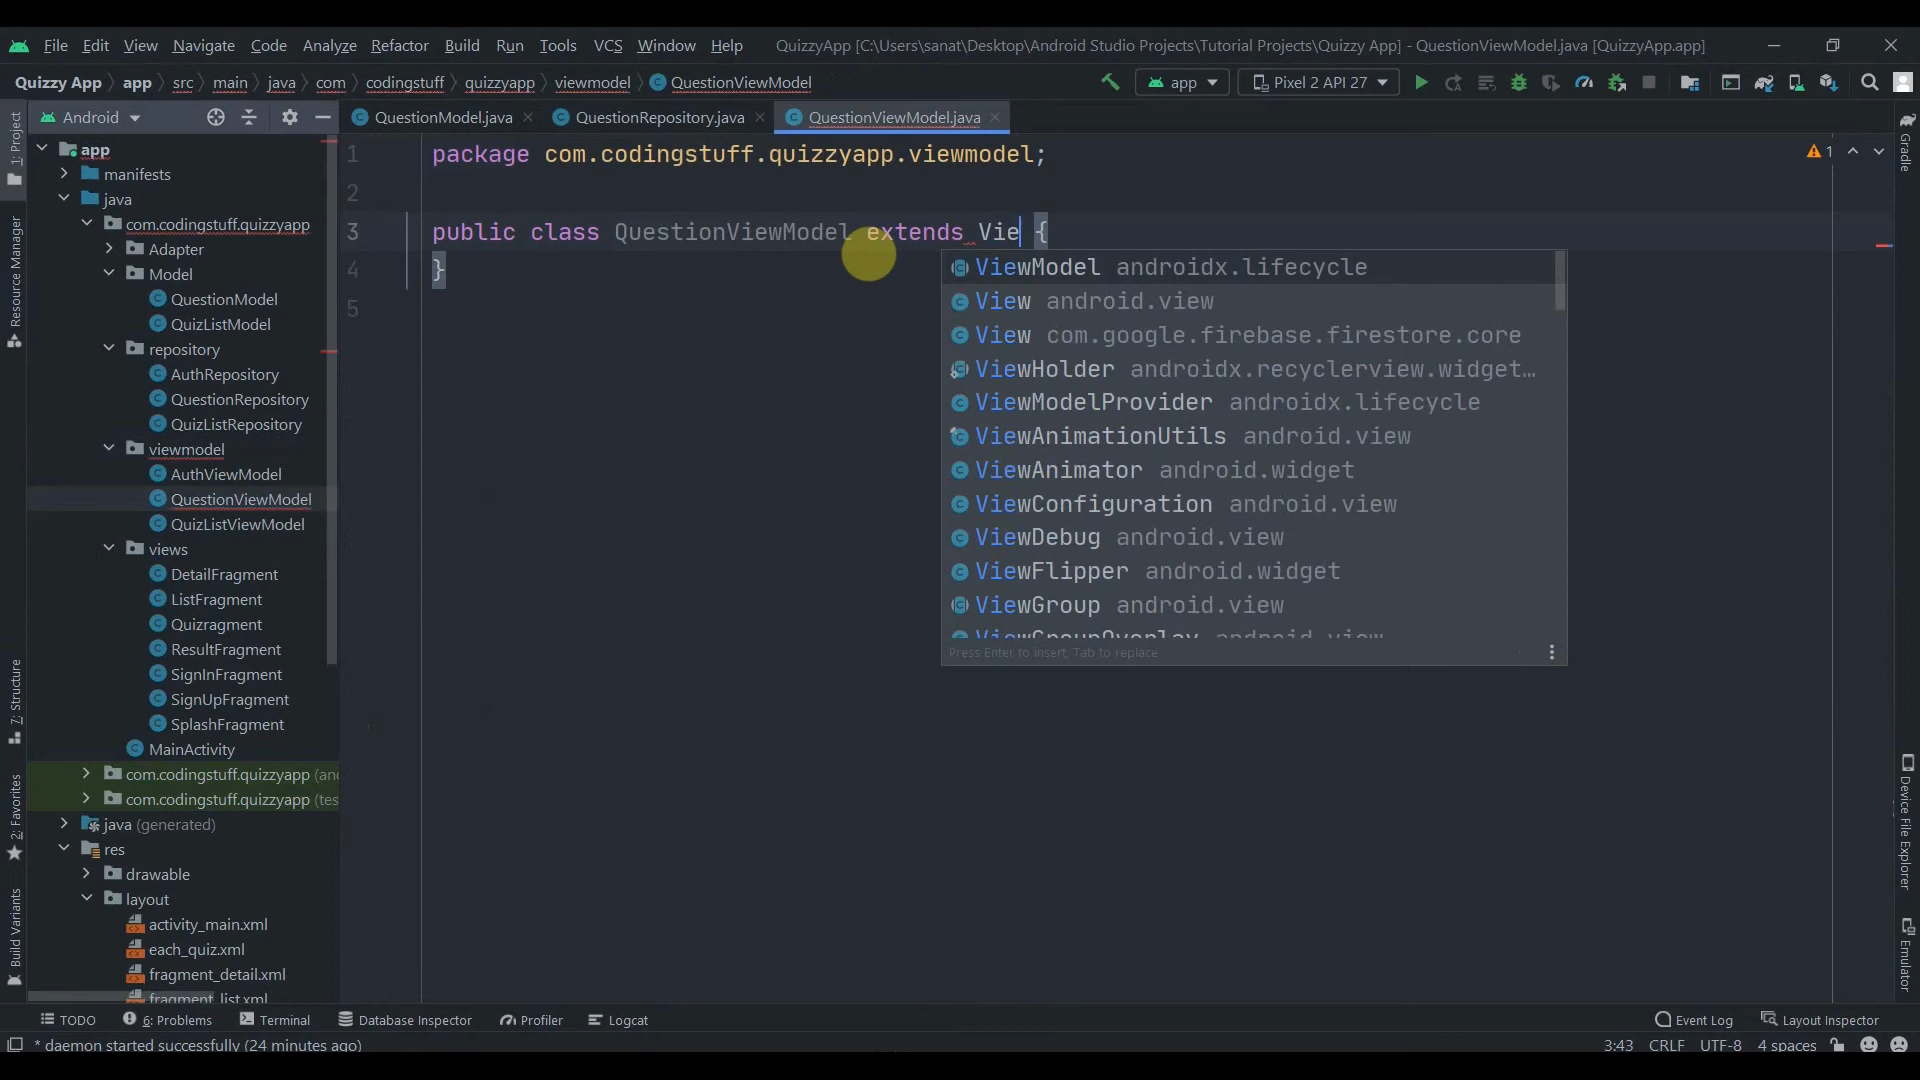 File Edit View Navigate Code Analyze Refactor Build Run Tools VCS Window Help QuizzyApp [C:\Users\sanat\Desktop\Android Studio Projects\Tutorial Projects\Quizzy App] - QuestionViewModel.java [QuizzyApp.app]
Quizzy App app src main java com codingstuff quizzyapp viewmodel QuestionViewModel app Pixel 2 API 27
Android QuestionModel.java QuestionRepository.java QuestionViewModel.java
1: Project
Resource Manager
7: Structure
2: Favorites
Build Variants
app
manifests
java
com.codingstuff.quizzyapp
Adapter
Model
QuestionModel
QuizListModel
repository
AuthRepository
QuestionRepository
QuizListRepository
viewmodel
AuthViewModel
QuestionViewModel
QuizListViewModel
views
DetailFragment
ListFragment
Quizragment
ResultFragment
SignInFragment
SignUpFragment
SplashFragment
MainActivity
com.codingstuff.quizzyapp (and
com.codingstuff.quizzyapp (tes
java (generated)
res
drawable
layout
activity_main.xml
each_quiz.xml
fragment_detail.xml
fragment_list.xml
1 package com.codingstuff.quizzyapp.viewmodel;
2
3 public class QuestionViewModel extends Vie {
4 }
5
1
ViewModel androidx.lifecycle
View android.view
View com.google.firebase.firestore.core
ViewHolder androidx.recyclerview.widget…
ViewModelProvider androidx.lifecycle
ViewAnimationUtils android.view
ViewAnimator android.widget
ViewConfiguration android.view
ViewDebug android.view
ViewFlipper android.widget
ViewGroup android.view
ViewGroupOverlay android.view
Press Enter to insert, Tab to replace
Gradle
Device File Explorer
Emulator
TODO 6: Problems Terminal Database Inspector Profiler Logcat Event Log Layout Inspector
* daemon started successfully (24 minutes ago) 3:43 CRLF UTF-8 4 spaces